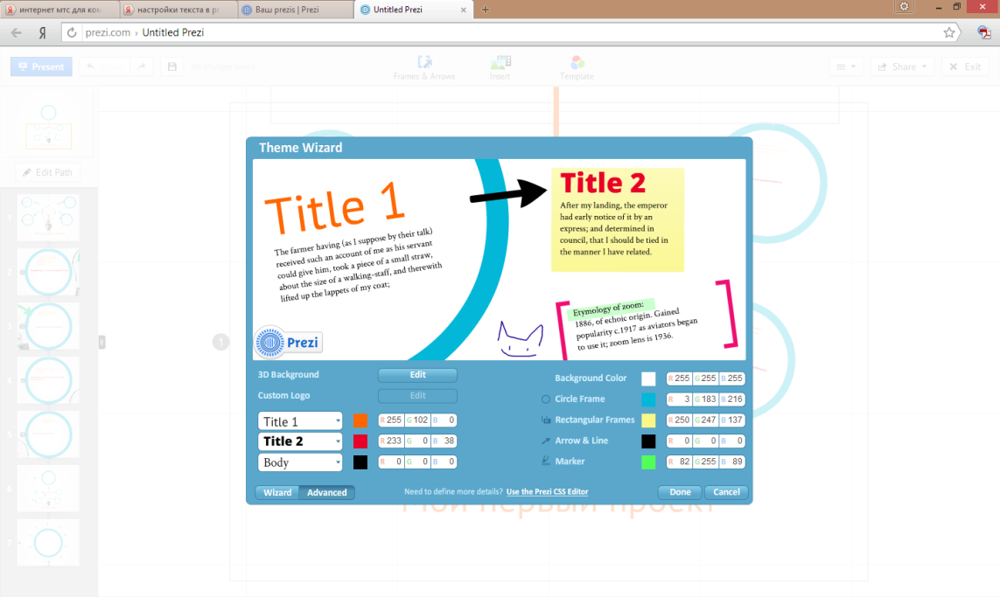 интернет мтс для ком
настройки текста в pr
Ваш prezis | Prezi
Untitled Prezi
prezi.com › Untitled Prezi
Present
All changes saved
Frames & Arrows
Insert
Template
Share
Exit
Edit Path
1
2
3
4
5
6
7
1
Theme Wizard
Title 1
The farmer having (as I suppose by their talk)
received such an account of me as his servant
could give him, took a piece of a small straw,
about the size of a walking-staff, and therewith
lifted up the lappets of my coat;
Title 2
After my landing, the emperor
had early notice of it by an
express; and determined in
council, that I should be tied in
the manner I have related.
Etymology of zoom:
1886, of echoic origin. Gained
popularity c.1917 as aviators began
to use it; zoom lens is 1936.
Prezi
3D Background Edit
Custom Logo Edit
Title 1 R 255 G 102 B 0
Title 2 R 233 G 0 B 38
Body R 0 G 0 B 0
Background Color R 255 G 255 B 255
Circle Frame R 3 G 183 B 216
Rectangular Frames R 250 G 247 B 137
Arrow & Line R 0 G 0 B 0
Marker R 82 G 255 B 89
Wizard Advanced
Need to define more details? Use the Prezi CSS Editor
Done Cancel
Мой первый проект